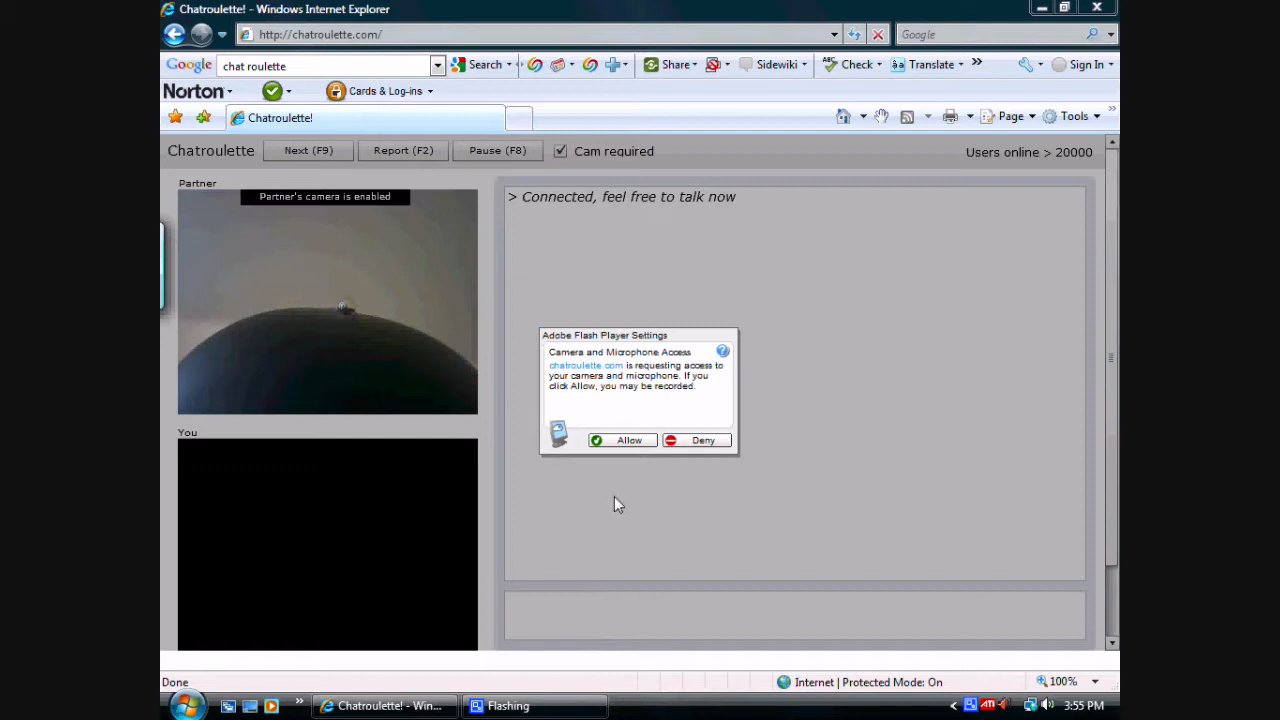 Chatroulette! - Windows Internet Explorer
http://chatroulette.com/
Google
Google chat roulette Search Share Sidewiki Check Translate Sign In
Norton Cards & Log-ins
Chatroulette! Page Tools
Chatroulette Next (F9) Report (F2) Pause (F8) Cam required Users online > 20000
Partner
Partner's camera is enabled
> Connected, feel free to talk now
Adobe Flash Player Settings
Camera and Microphone Access
chatroulette.com is requesting access to
your camera and microphone. If you
click Allow, you may be recorded.
Allow Deny
You
Done Internet | Protected Mode: On 100%
Chatroulette! - Win... Flashing ATI 3:55 PM